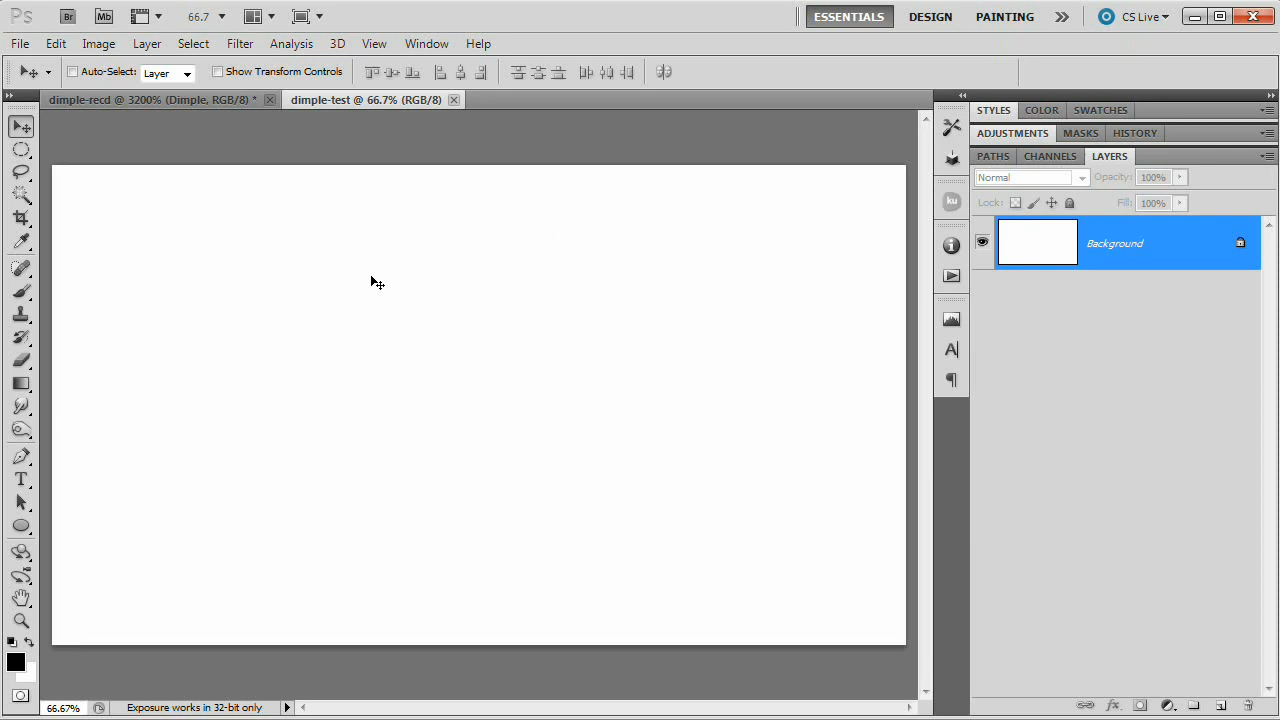 Ps Br Mb 66.7 ESSENTIALS DESIGN PAINTING CS Live
File Edit Image Layer Select Filter Analysis 3D View Window Help
Auto-Select: Layer Show Transform Controls
dimple-recd @ 3200% (Dimple, RGB/8) * dimple-test @ 66.7% (RGB/8)
STYLES COLOR SWATCHES
ADJUSTMENTS MASKS HISTORY
PATHS CHANNELS LAYERS
Normal Opacity: 100%
Lock: Fill: 100%
ku
Background
A
T
66.67% Exposure works in 32-bit only
fx